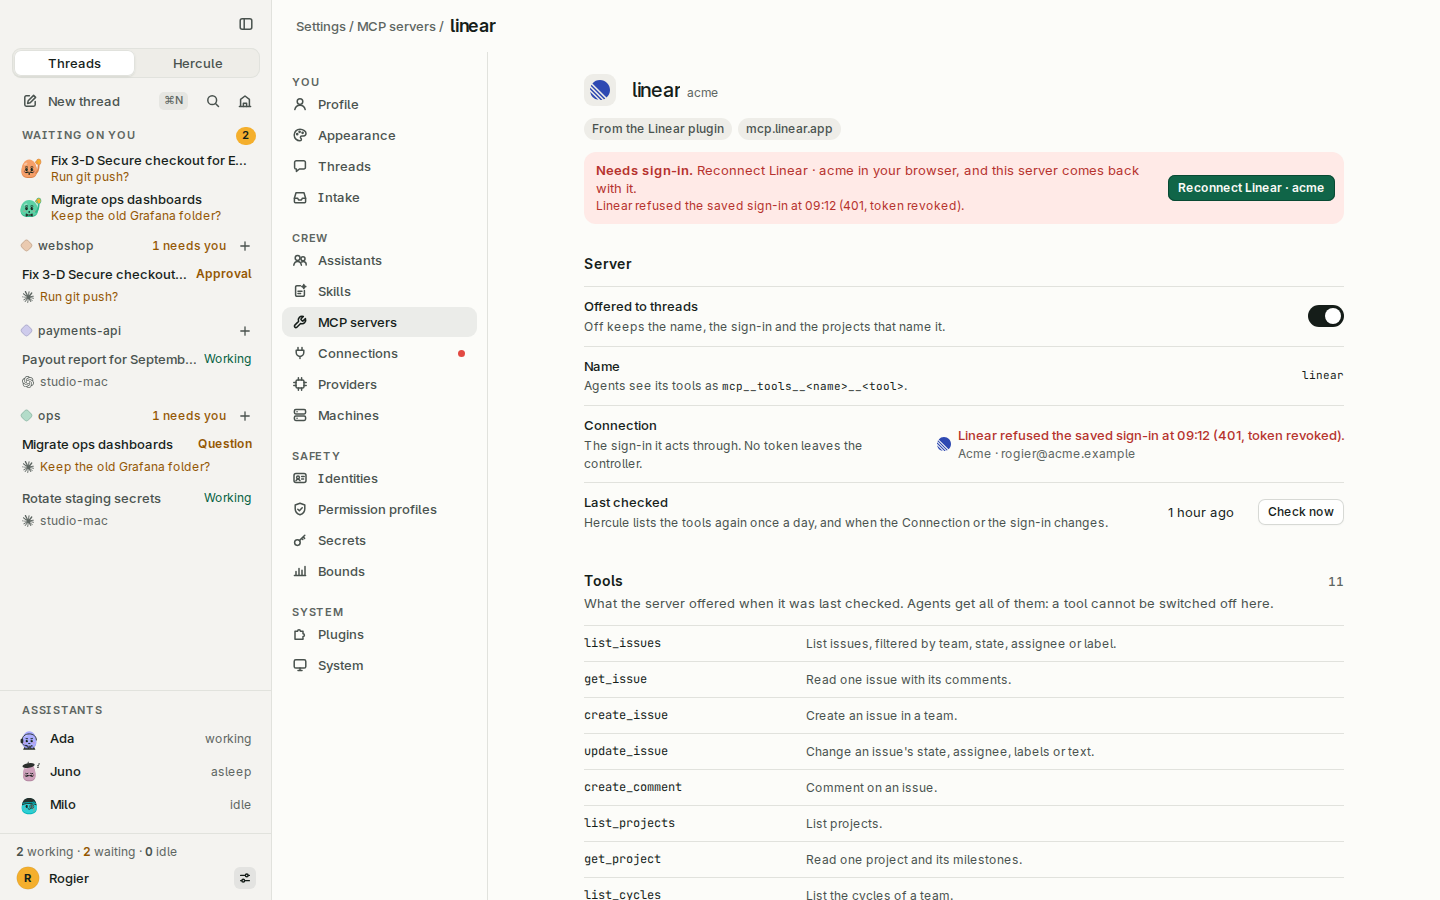 Threads
Hercule
New thread
⌘N
WAITING ON YOU
2
Fix 3-D Secure checkout for E...
Run git push?
Migrate ops dashboards
Keep the old Grafana folder?
webshop
1 needs you
Fix 3-D Secure checkout...
Approval
Run git push?
payments-api
Payout report for Septemb...
Working
studio-mac
ops
1 needs you
Migrate ops dashboards
Question
Keep the old Grafana folder?
Rotate staging secrets
Working
studio-mac
ASSISTANTS
Ada
working
Juno
asleep
Milo
idle
2 working · 2 waiting · 0 idle
R
Rogier
Settings / MCP servers / linear
YOU
Profile
Appearance
Threads
Intake
CREW
Assistants
Skills
MCP servers
Connections
Providers
Machines
SAFETY
Identities
Permission profiles
Secrets
Bounds
SYSTEM
Plugins
System
linear acme
From the Linear plugin
mcp.linear.app
Needs sign-in. Reconnect Linear · acme in your browser, and this server comes back
with it.
Linear refused the saved sign-in at 09:12 (401, token revoked).
Reconnect Linear · acme
Server
Offered to threads
Off keeps the name, the sign-in and the projects that name it.
Name
Agents see its tools as mcp__tools__<name>__<tool>.
linear
Connection
The sign-in it acts through. No token leaves the
controller.
Linear refused the saved sign-in at 09:12 (401, token revoked).
Acme · rogier@acme.example
Last checked
Hercule lists the tools again once a day, and when the Connection or the sign-in changes.
1 hour ago
Check now
Tools
11
What the server offered when it was last checked. Agents get all of them: a tool cannot be switched off here.
list_issues
List issues, filtered by team, state, assignee or label.
get_issue
Read one issue with its comments.
create_issue
Create an issue in a team.
update_issue
Change an issue's state, assignee, labels or text.
create_comment
Comment on an issue.
list_projects
List projects.
get_project
Read one project and its milestones.
list_cycles
List the cycles of a team.